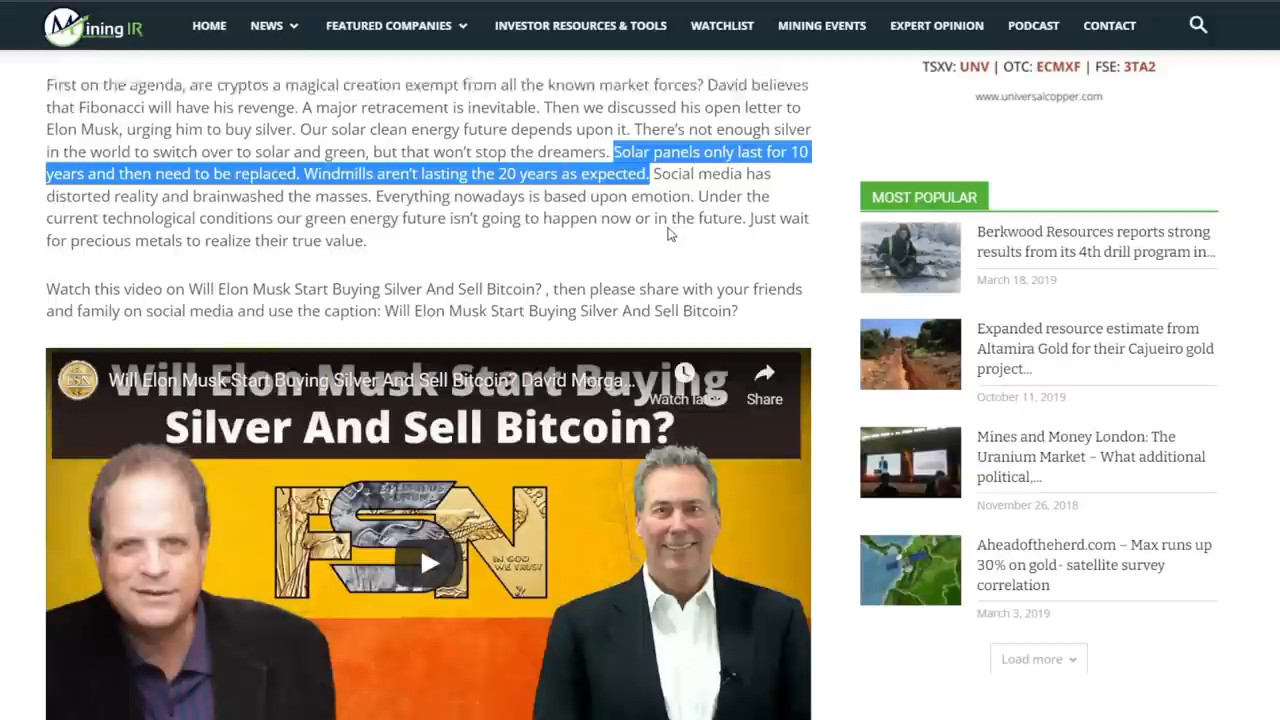 Mining IR
HOME
NEWS
FEATURED COMPANIES
INVESTOR RESOURCES & TOOLS
WATCHLIST
MINING EVENTS
EXPERT OPINION
PODCAST
CONTACT
First on the agenda, are cryptos a magical creation exempt from all the known market forces? David believes
that Fibonacci will have his revenge. A major retracement is inevitable. Then we discussed his open letter to
Elon Musk, urging him to buy silver. Our solar clean energy future depends upon it. There's not enough silver
in the world to switch over to solar and green, but that won't stop the dreamers. Solar panels only last for 10
years and then need to be replaced. Windmills aren't lasting the 20 years as expected. Social media has
distorted reality and brainwashed the masses. Everything nowadays is based upon emotion. Under the
current technological conditions our green energy future isn't going to happen now or in the future. Just wait
for precious metals to realize their true value.
Watch this video on Will Elon Musk Start Buying Silver And Sell Bitcoin? , then please share with your friends
and family on social media and use the caption: Will Elon Musk Start Buying Silver And Sell Bitcoin?
FSN
Will Elon Musk Start Buying Silver And Sell Bitcoin? David Morga...
Watch later
Share
Will Elon Musk Start Buying
Silver And Sell Bitcoin?
FSN
IN GOD
WE TRUST
TSXV: UNV | OTC: ECMXF | FSE: 3TA2
www.universalcopper.com
MOST POPULAR
Berkwood Resources reports strong
results from its 4th drill program in...
March 18, 2019
Expanded resource estimate from
Altamira Gold for their Cajueiro gold
project...
October 11, 2019
Mines and Money London: The
Uranium Market – What additional
political,...
November 26, 2018
Aheadoftheherd.com – Max runs up
30% on gold- satellite survey
correlation
March 3, 2019
Load more